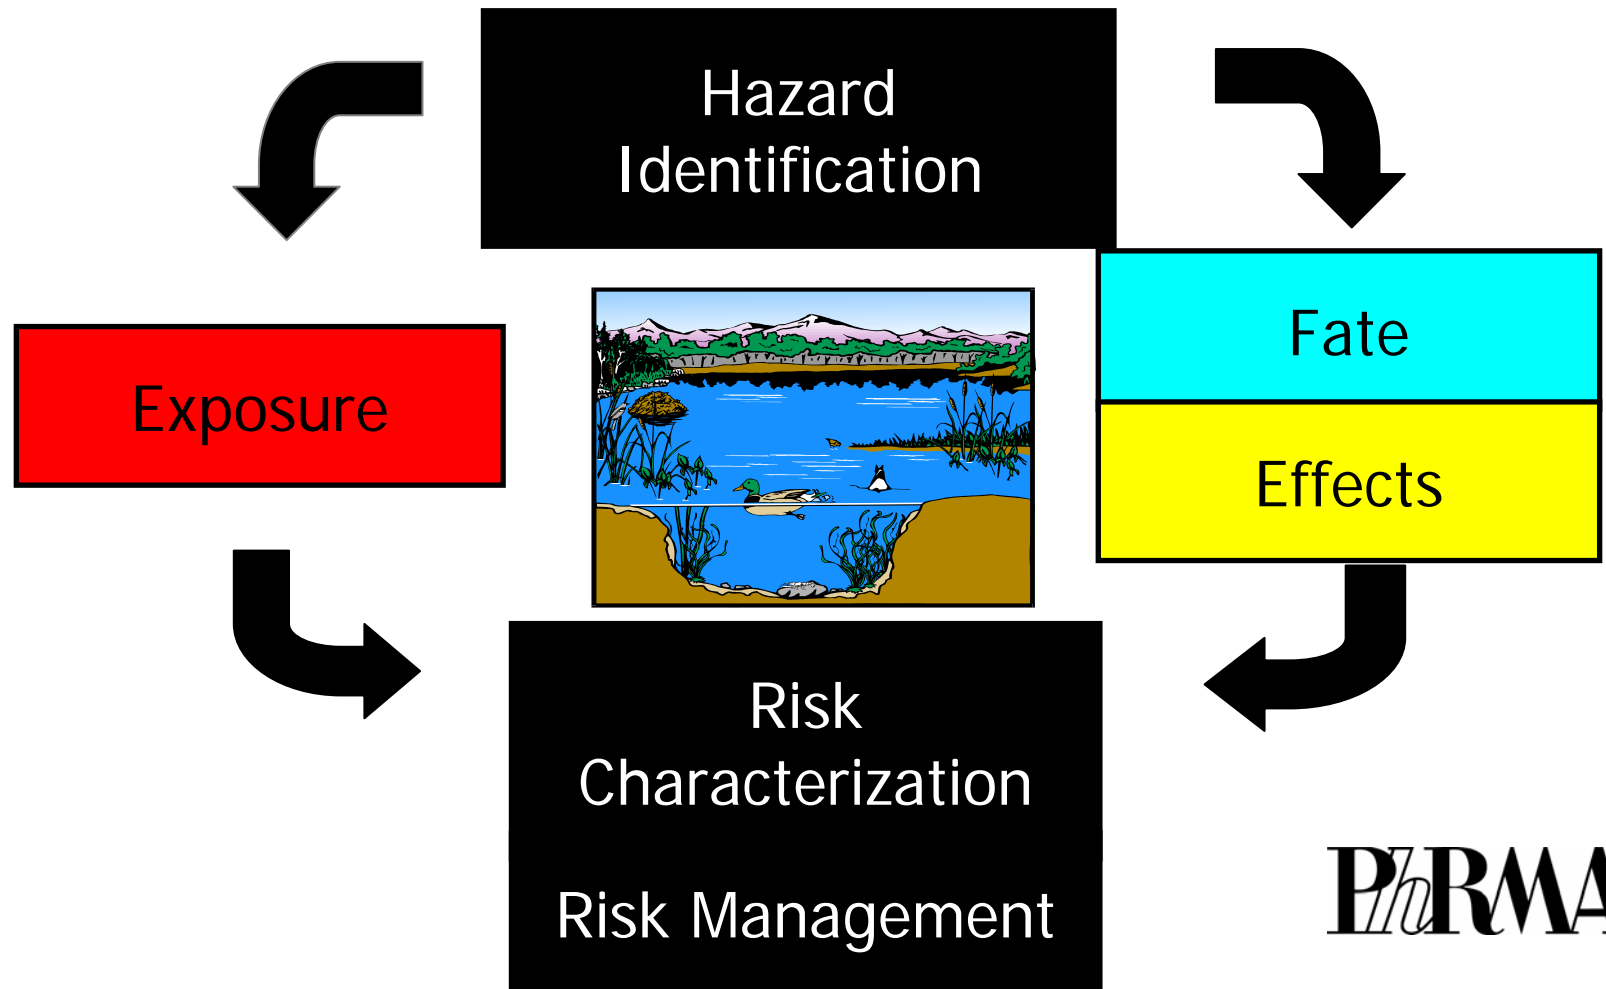 Hazard
Identification
Exposure
Fate
Effects
Risk
Characterization
Risk Management
PhRMA